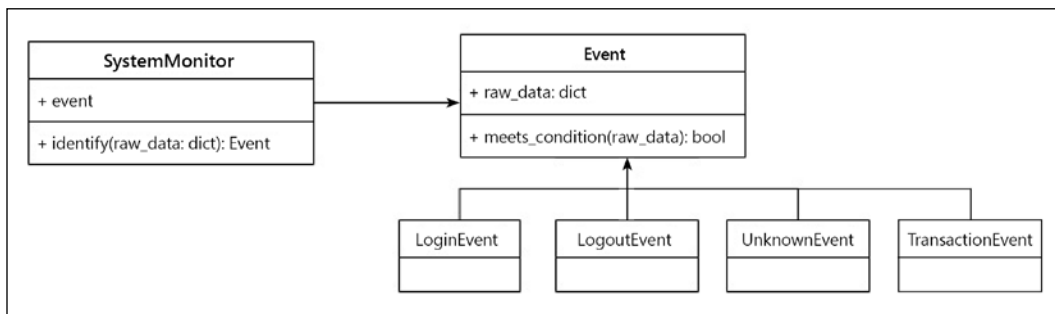 SystemMonitor
+ event
+ identify(raw_data: dict): Event
Event
+ raw_data: dict
+ meets_condition(raw_data): bool
LoginEvent
LogoutEvent
UnknownEvent
TransactionEvent